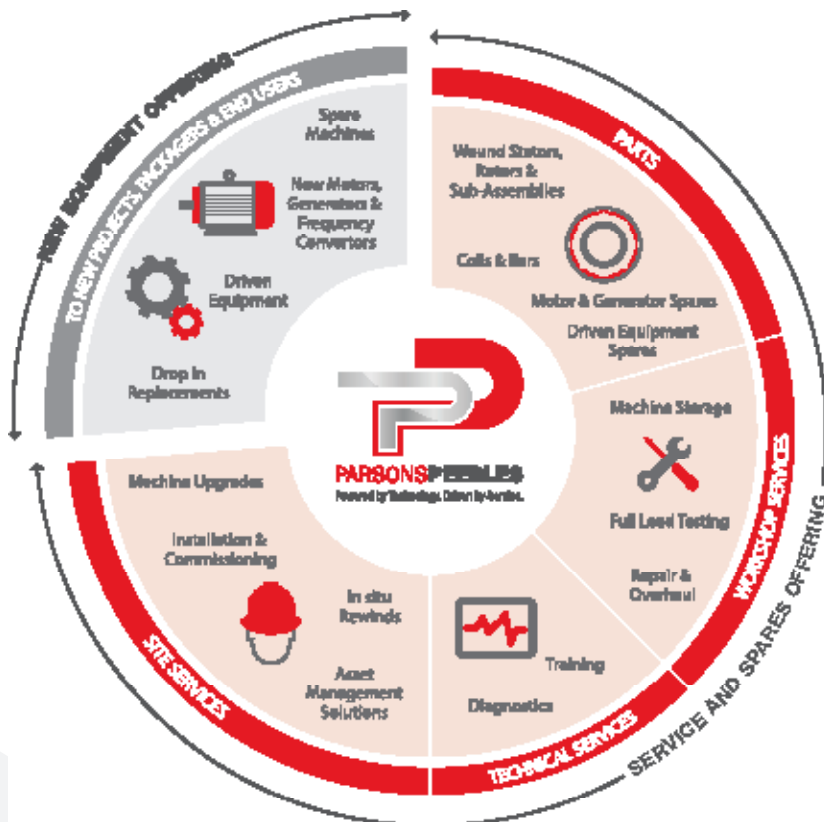 NEW EQUIPMENT OFFERING
TO NEW PROJECTS, PACKAGERS & END USERS
Spare
Machines
New Motors,
Generators &
Frequency
Convertors
Driven
Equipment
Drop in
Replacements
PARTS
Wound Stators,
Rotors &
Sub-Assemblies
Coils & Bars
Motor & Generator Spares
Driven Equipment
Spares
WORKSHOP SERVICES
Machine Storage
Full Load Testing
Repair &
Overhaul
SERVICE AND SPARES OFFERING
TECHNICAL SERVICES
Training
Diagnostics
SITE SERVICES
Machine Upgrades
Installation &
Commissioning
In situ
Rewinds
Asset
Management
Solutions
PARSONSPEEBLES
Powered by Technology. Driven by Service.